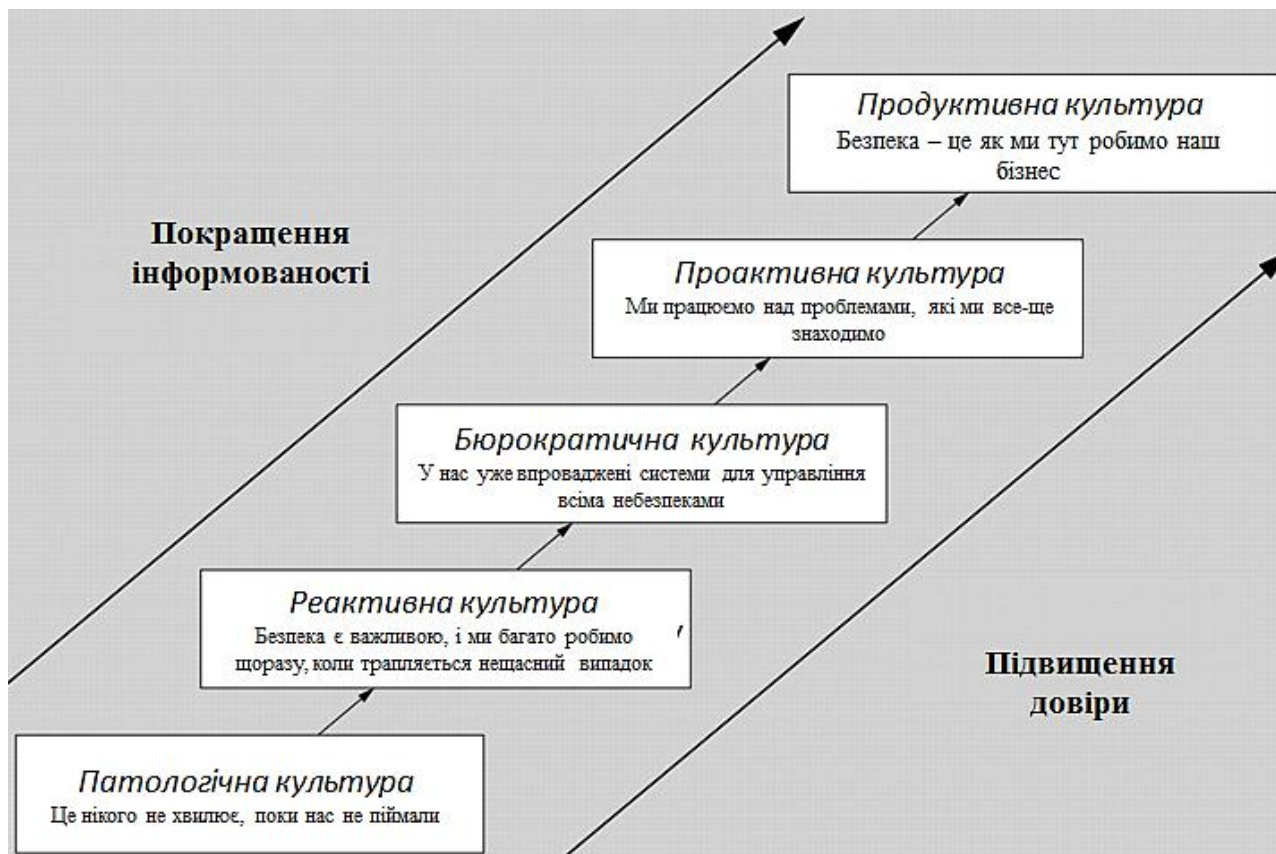 Продуктивна культура
Безпека – це як ми тут робимо наш
бізнес
Покращення
інформованості
Проактивна культура
Ми працюємо над проблемами, які ми все-ще
знаходимо
Бюрократична культура
У нас уже впроваджені системи для управління
всіма небезпеками
Реактивна культура
Безпека є важливою, і ми багато робимо
щоразу, коли трапляється нещасний випадок
Підвищення
довіри
Патологічна культура
Це нікого не хвилює, поки нас не піймали